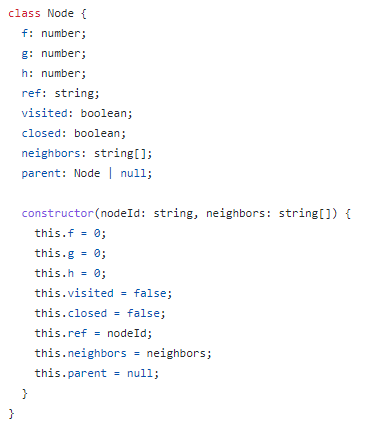 class Node {
  f: number;
  g: number;
  h: number;
  ref: string;
  visited: boolean;
  closed: boolean;
  neighbors: string[];
  parent: Node | null;

  constructor(nodeId: string, neighbors: string[]) {
    this.f = 0;
    this.g = 0;
    this.h = 0;
    this.visited = false;
    this.closed = false;
    this.ref = nodeId;
    this.neighbors = neighbors;
    this.parent = null;
  }
}